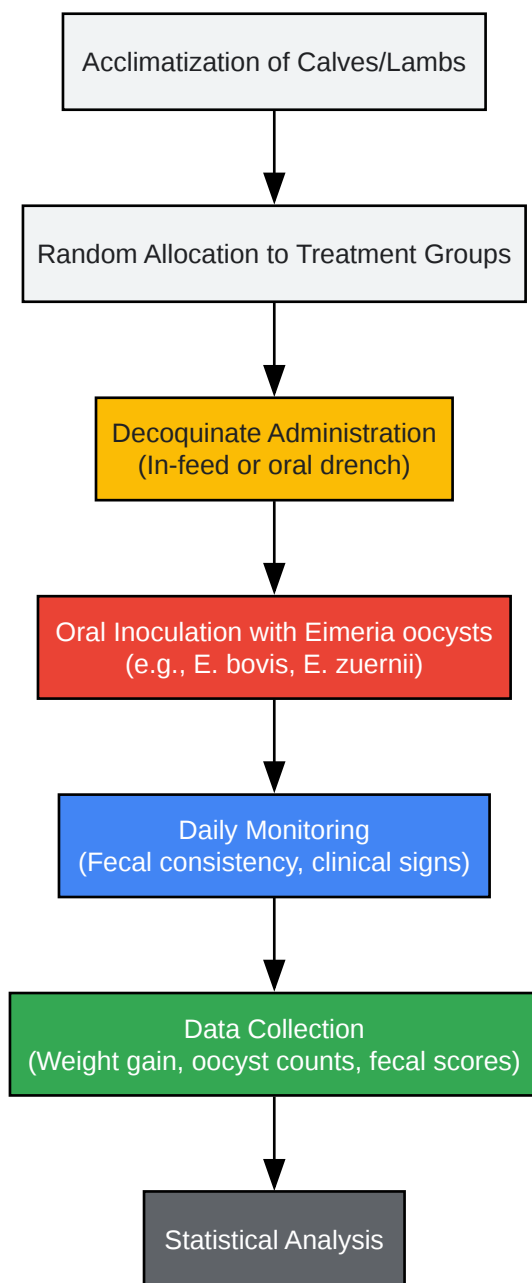 Acclimatization of Calves/Lambs
Random Allocation to Treatment Groups
Decoquinate Administration
(In-feed or oral drench)
Oral Inoculation with Eimeria oocysts
(e.g., E. bovis, E. zuernii)
Daily Monitoring
(Fecal consistency, clinical signs)
Data Collection
(Weight gain, oocyst counts, fecal scores)
Statistical Analysis